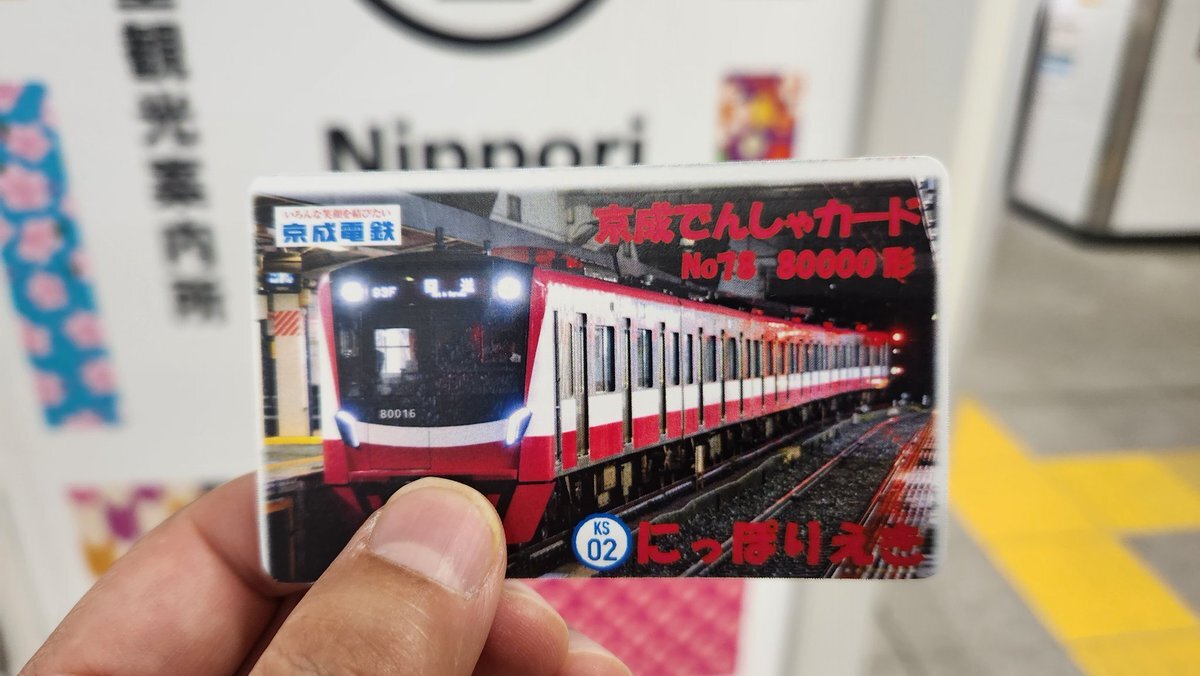 観光案内所
Nippori
いろんな笑顔を結びたい
京成電鉄
京成でんしゃカード
No78 80000形
回送
80016
KS
02
にっぽりえき